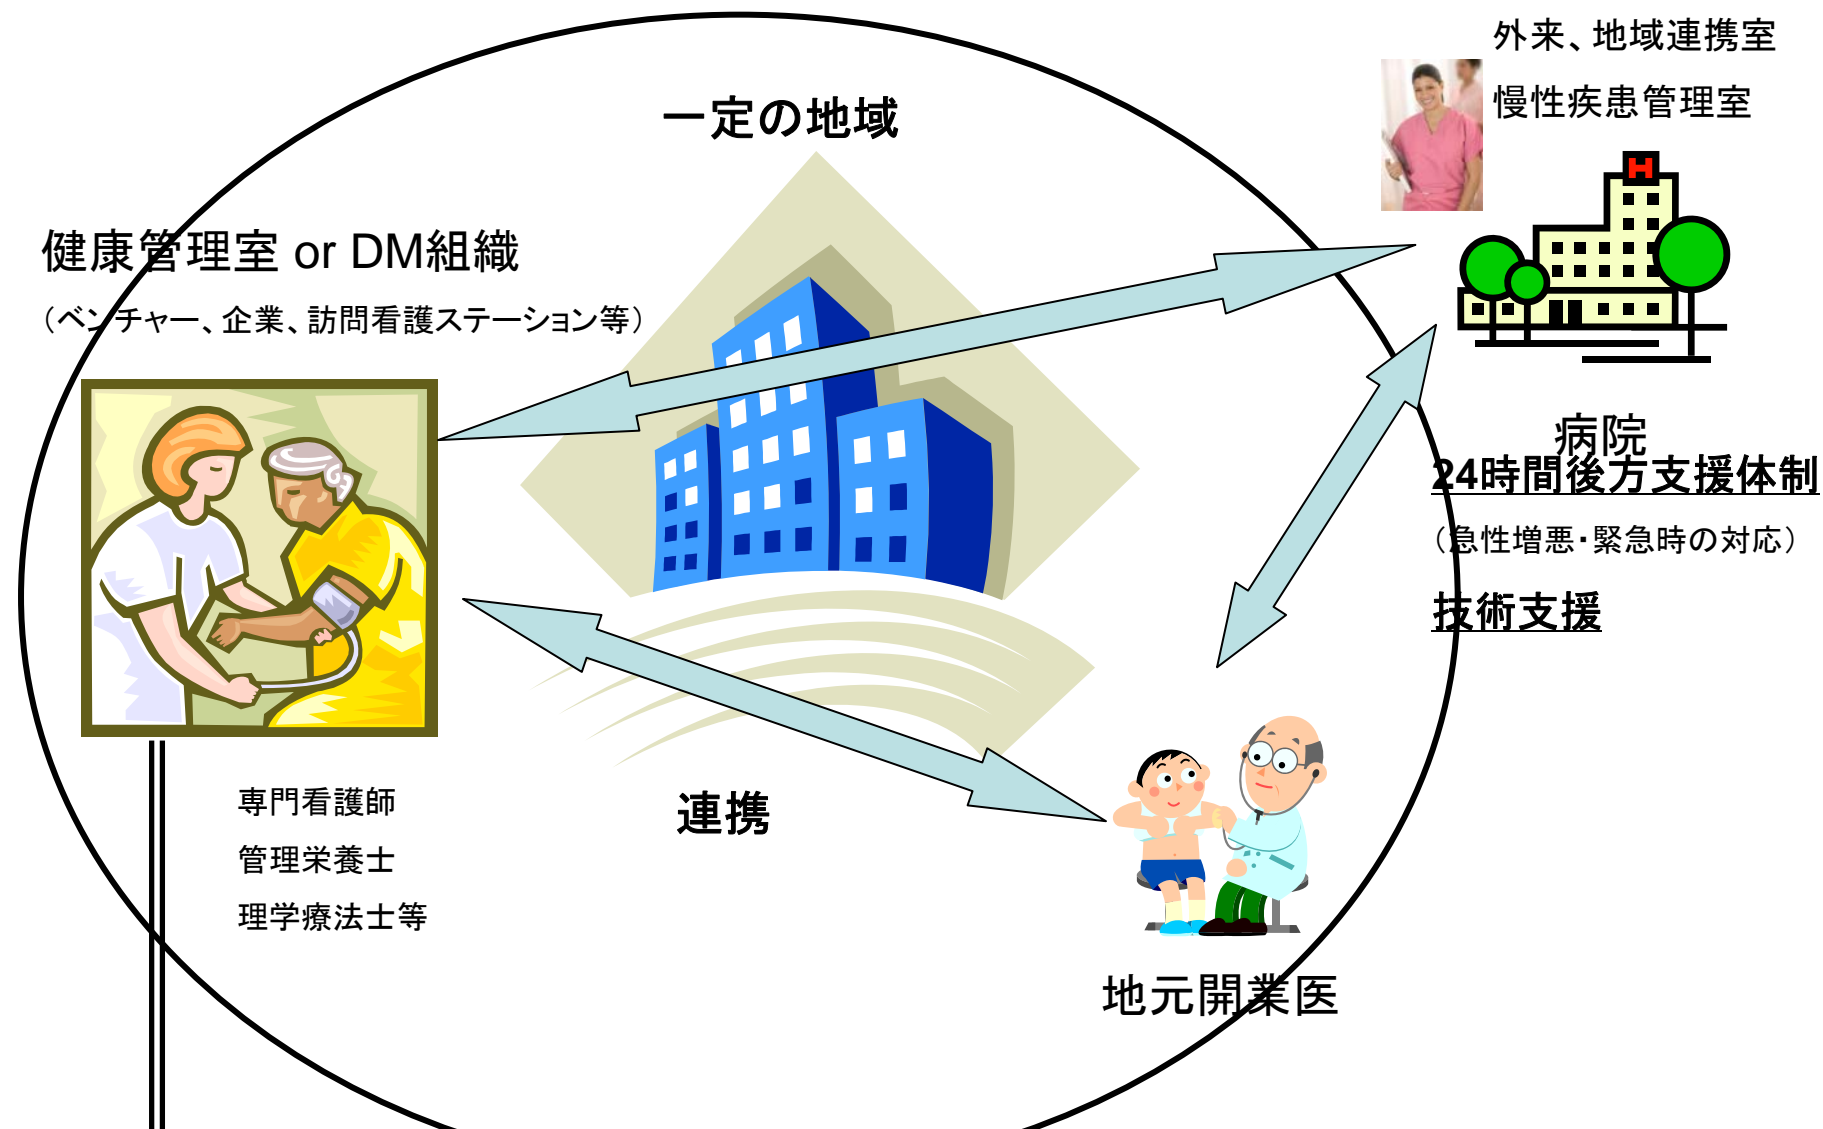 外来、地域連携室
慢性疾患管理室
一定の地域
H
健康管理室 or DM組織
（ベンチャー、企業、訪問看護ステーション等）
病院
24時間後方支援体制
（急性増悪・緊急時の対応）
技術支援
専門看護師
管理栄養士
理学療法士等
連携
地元開業医